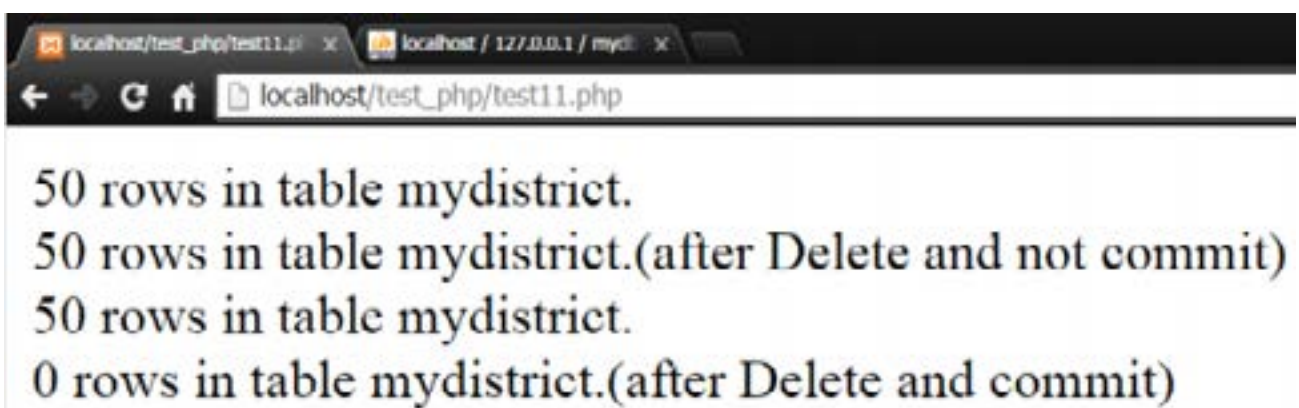 localhost/test_php/test11.p
localhost / 127.0.0.1 / myd
localhost/test_php/test11.php
50 rows in table mydistrict.
50 rows in table mydistrict.(after Delete and not commit)
50 rows in table mydistrict.
0 rows in table mydistrict.(after Delete and commit)